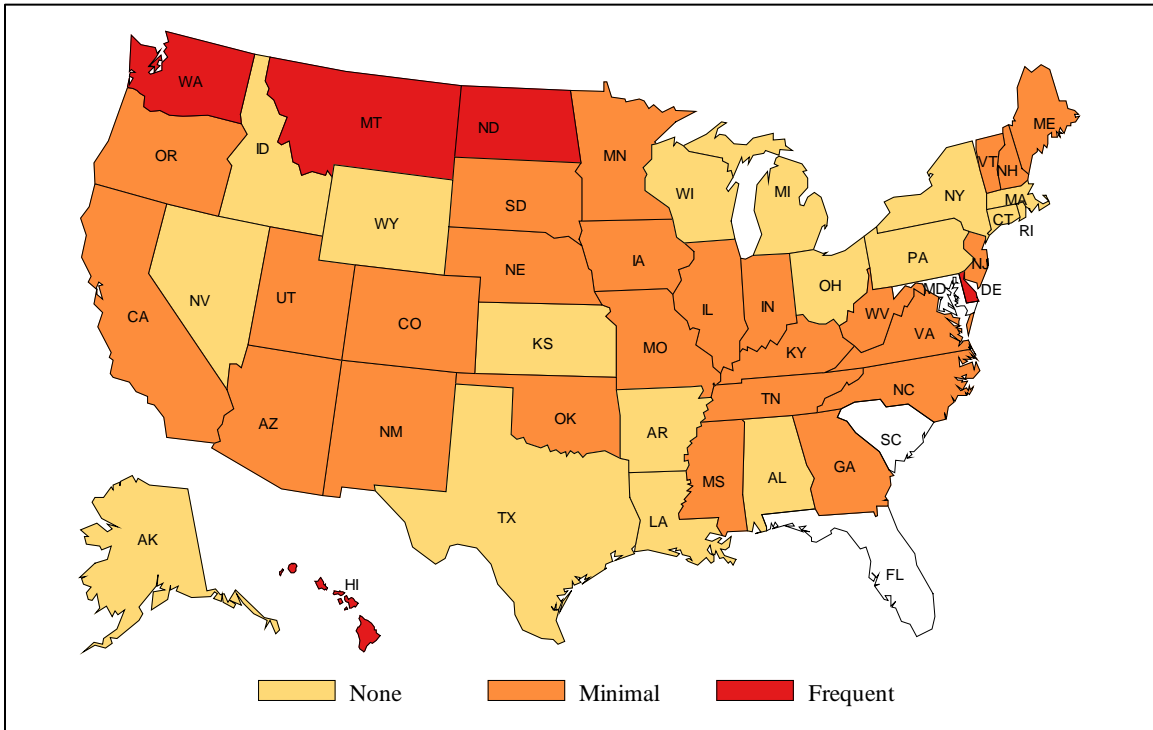 WA
MT
ND
MN
ME
VT
NH
OR
ID
WI
MI
NY
MA
CT
RI
WY
SD
IA
PA
NJ
NE
OH
MD
DE
NV
UT
CO
IL
IN
WV
VA
CA
KS
MO
KY
AZ
NM
OK
AR
TN
NC
SC
MS
AL
GA
TX
LA
AK
HI
FL
None
Minimal
Frequent